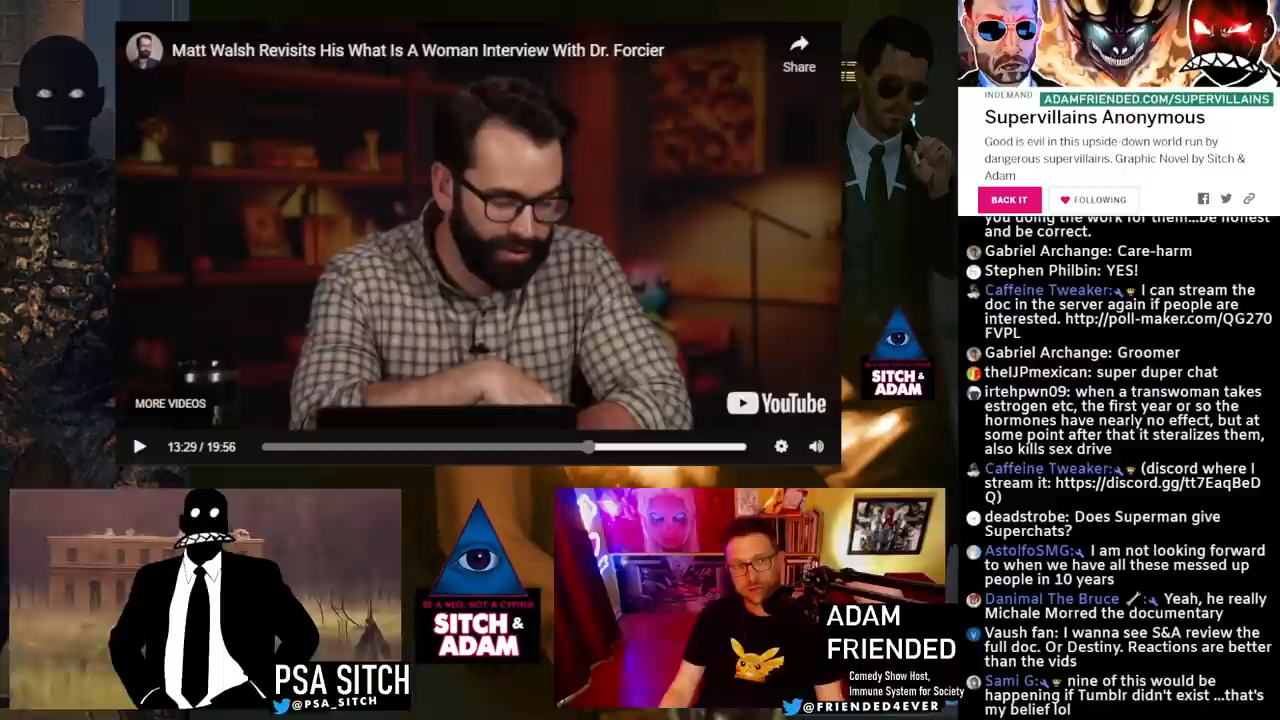 Matt Walsh Revisits His What Is A Woman Interview With Dr. Forcier
Share
MORE VIDEOS
YouTube
13:29 / 19:56
SITCH &
ADAM
INDEMAND
ADAMFRIENDED.COM/SUPERVILLAINS
Supervillains Anonymous
Good is evil in this upside-down world run by
dangerous supervillains. Graphic Novel by Sitch &
Adam
BACK IT
FOLLOWING
you doing the work for them...be honest
and be correct.
Gabriel Archange: Care-harm
Stephen Philbin: YES!
Caffeine Tweaker: I can stream the
doc in the server again if people are
interested. http://poll-maker.com/QG270
FVPL
Gabriel Archange: Groomer
theIJPmexican: super duper chat
irtehpwn09: when a transwoman takes
estrogen etc, the first year or so the
hormones have nearly no effect, but at
some point after that it steralizes them,
also kills sex drive
Caffeine Tweaker: (discord where I
stream it: https://discord.gg/tt7EaqBeD
Q)
deadstrobe: Does Superman give
Superchats?
AstolfoSMG: I am not looking forward
to when we have all these messed up
people in 10 years
Danimal The Bruce: Yeah, he really
Michale Morred the documentary
Vaush fan: I wanna see S&A review the
full doc. Or Destiny. Reactions are better
than the vids
Sami G: nine of this would be
happening if Tumblr didn't exist ...that's
my belief lol
PSA SITCH
@PSA_SITCH
BE A NEO, NOT A CYPHER
SITCH &
ADAM
ADAM
FRIENDED
Comedy Show Host,
Immune System for Society
@FRIENDED4EVER